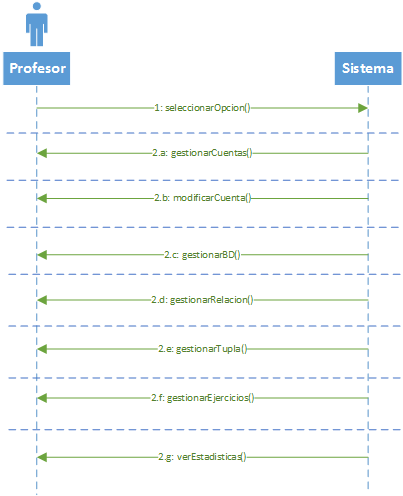 Profesor
Sistema
1: seleccionarOpcion()
2.a: gestionarCuentas()
2.b: modificarCuenta()
2.c: gestionarBD()
2.d: gestionarRelacion()
2.e: gestionarTupla()
2.f: gestionarEjercicios()
2.g: verEstadisticas()